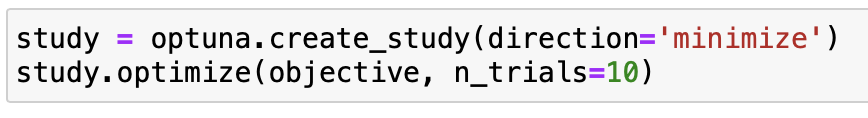 study = optuna.create_study(direction='minimize')
study.optimize(objective, n_trials=10)